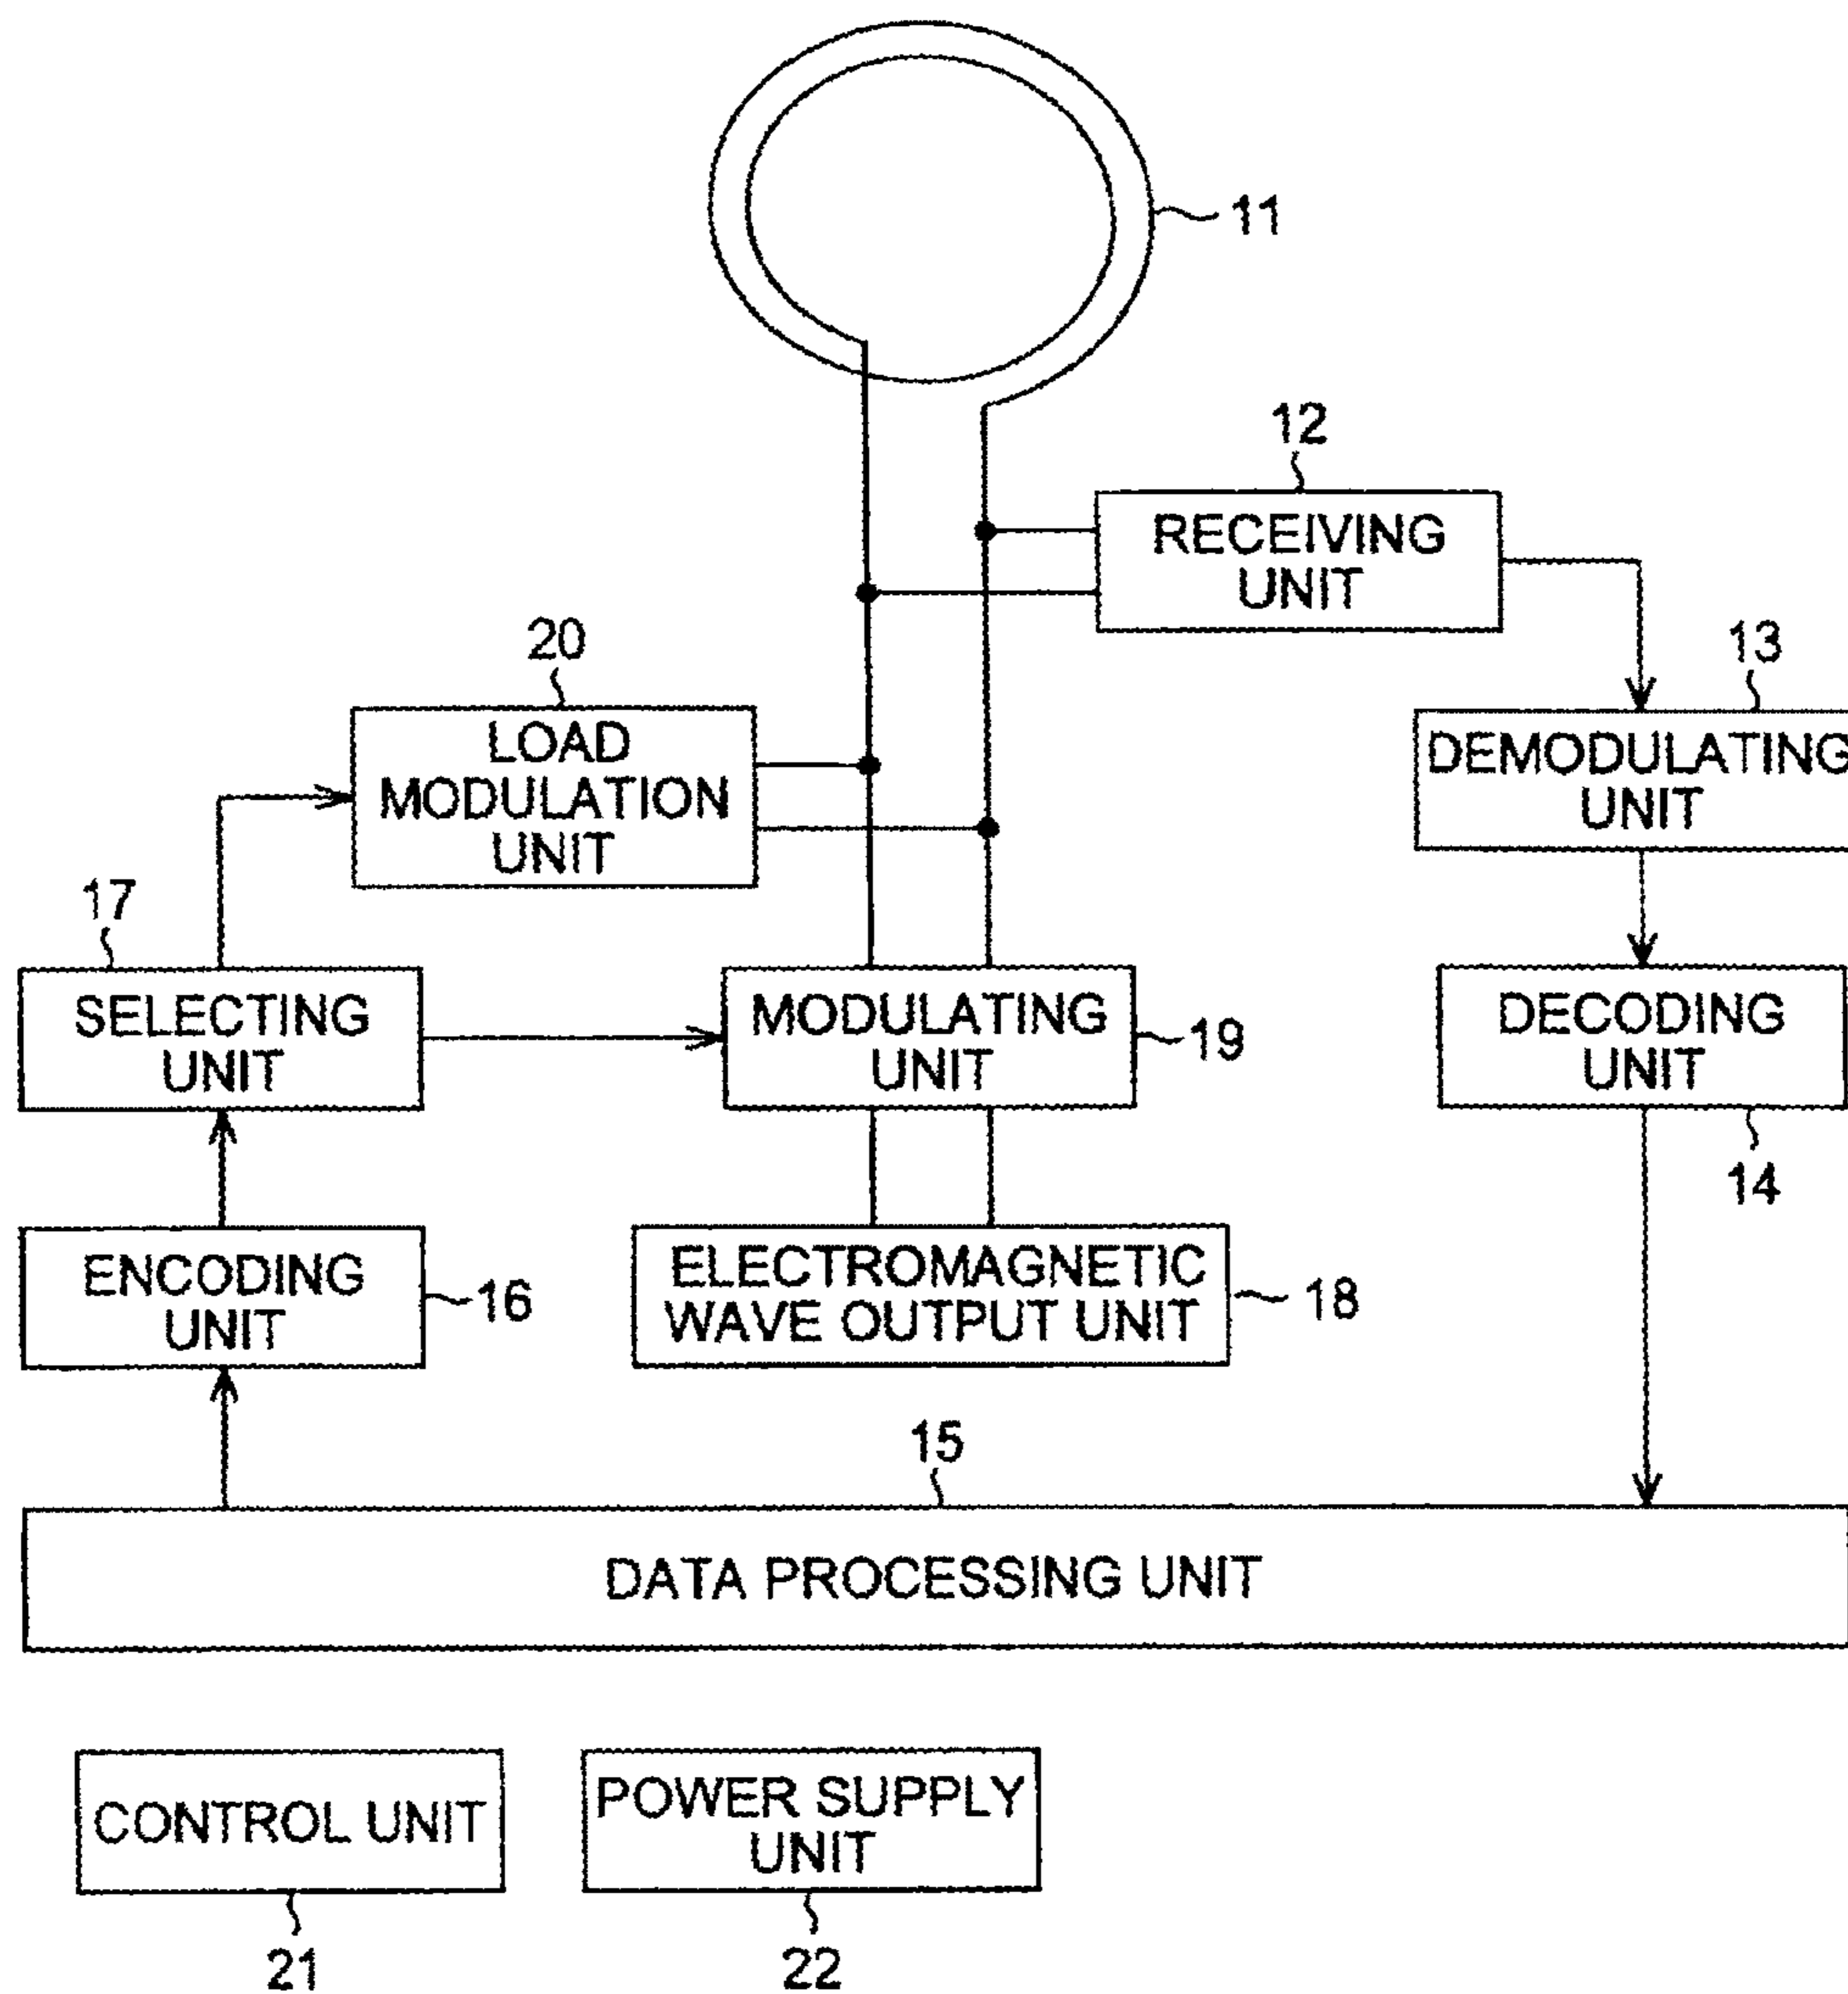 11
12
RECEIVING
UNIT
20
13
LOAD
MODULATION
UNIT
DEMODULATING
UNIT
17
SELECTING
UNIT
MODULATING
UNIT
19
DECODING
UNIT
14
ENCODING
UNIT
16
ELECTROMAGNETIC
WAVE OUTPUT UNIT
18
15
DATA PROCESSING UNIT
CONTROL UNIT
POWER SUPPLY
UNIT
21
22